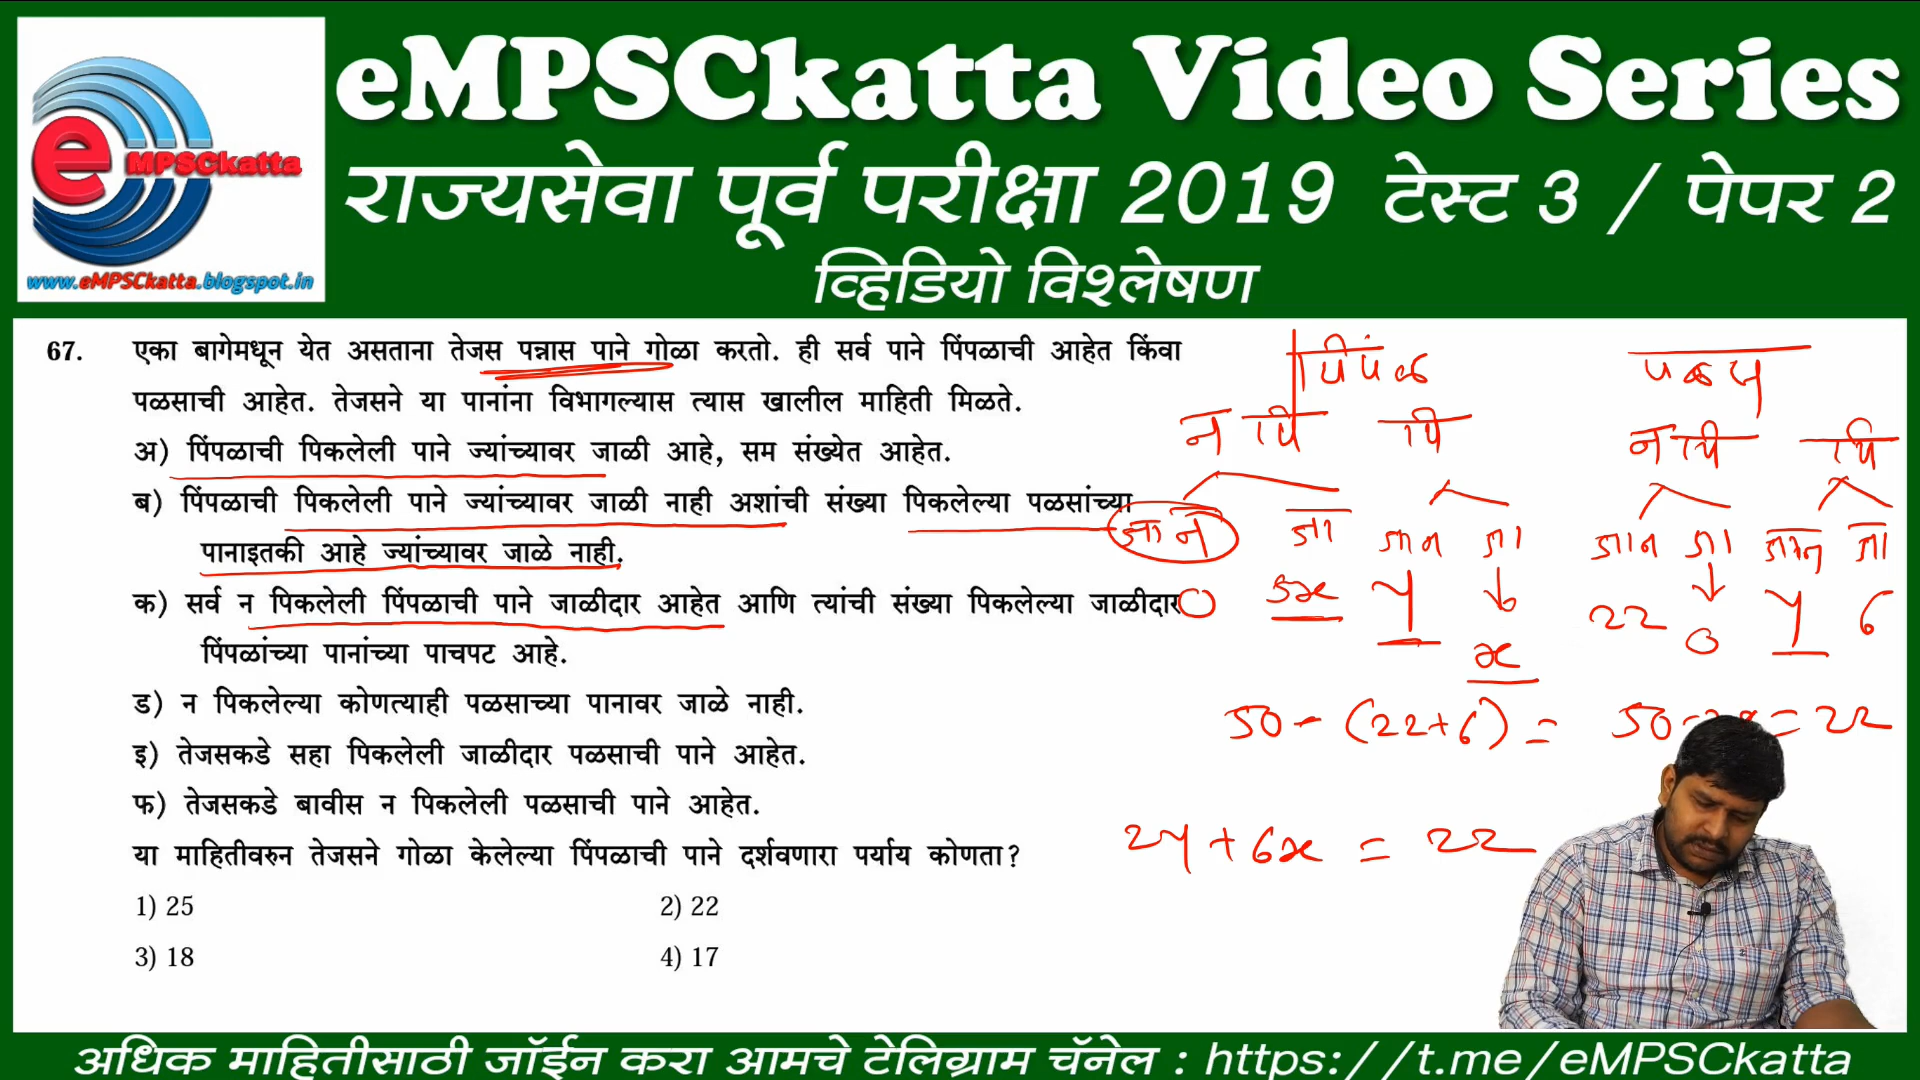 eMPSCkatta Video Series
राज्यसेवा पूर्व परीक्षा 2019 टेस्ट 3 / पेपर 2
व्हिडियो विश्लेषण
e MPSCkatta
www.eMPSCkatta.blogspot.in
67. एका बागेमधून येत असताना तेजस पन्नास पाने गोळा करतो. ही सर्व पाने पिंपळाची आहेत किंवा
पळसाची आहेत. तेजसने या पानांना विभागल्यास त्यास खालील माहिती मिळते.
अ) पिंपळाची पिकलेली पाने ज्यांच्यावर जाळी आहे, सम संख्येत आहेत.
ब) पिंपळाची पिकलेली पाने ज्यांच्यावर जाळी नाही अशांची संख्या पिकलेल्या पळसांच्या
पानाइतकी आहे ज्यांच्यावर जाळे नाही.
क) सर्व न पिकलेली पिंपळाची पाने जाळीदार आहेत आणि त्यांची संख्या पिकलेल्या जाळीदार
पिंपळांच्या पानांच्या पाचपट आहे.
ड) न पिकलेल्या कोणत्याही पळसाच्या पानावर जाळे नाही.
इ) तेजसकडे सहा पिकलेली जाळीदार पळसाची पाने आहेत.
फ) तेजसकडे बावीस न पिकलेली पळसाची पाने आहेत.
या माहितीवरुन तेजसने गोळा केलेल्या पिंपळाची पाने दर्शवणारा पर्याय कोणता?
1) 25 2) 22
3) 18 4) 17
पिंपळ पळस
न पि पि न पि पि
जा न जा जा न जा जा न जा जा न जा
0 5x y x 22 0 y 6
50 - (22+6) = 50 - 28 = 22
2y + 6x = 22
अधिक माहितीसाठी जॉईन करा आमचे टेलिग्राम चॅनेल : https://t.me/eMPSCkatta